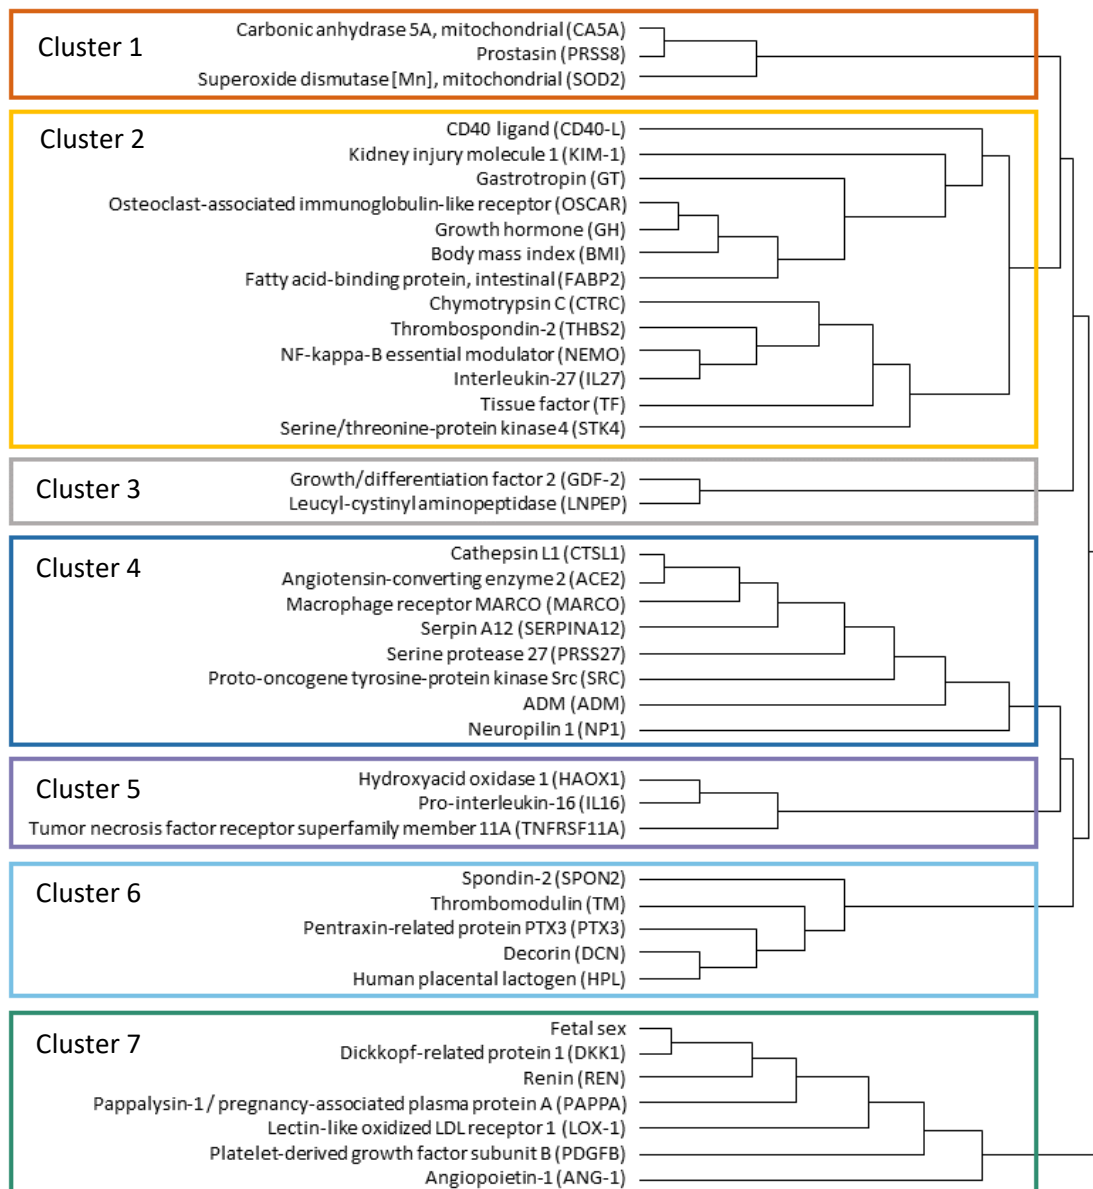 Cluster 1
Carbonic anhydrase 5A, mitochondrial (CA5A)
Prostasin (PRSS8)
Superoxide dismutase [Mn], mitochondrial (SOD2)
Cluster 2
CD40 ligand (CD40-L)
Kidney injury molecule 1 (KIM-1)
Gastrotropin (GT)
Osteoclast-associated immunoglobulin-like receptor (OSCAR)
Growth hormone (GH)
Body mass index (BMI)
Fatty acid-binding protein, intestinal (FABP2)
Chymotrypsin C (CTRC)
Thrombospondin-2 (THBS2)
NF-kappa-B essential modulator (NEMO)
Interleukin-27 (IL27)
Tissue factor (TF)
Serine/threonine-protein kinase 4 (STK4)
Cluster 3
Growth/differentiation factor 2 (GDF-2)
Leucyl-cystinyl aminopeptidase (LNPEP)
Cluster 4
Cathepsin L1 (CTSL1)
Angiotensin-converting enzyme 2 (ACE2)
Macrophage receptor MARCO (MARCO)
Serpin A12 (SERPINA12)
Serine protease 27 (PRSS27)
Proto-oncogene tyrosine-protein kinase Src (SRC)
ADM (ADM)
Neuropilin 1 (NP1)
Cluster 5
Hydroxyacid oxidase 1 (HAOX1)
Pro-interleukin-16 (IL16)
Tumor necrosis factor receptor superfamily member 11A (TNFRSF11A)
Cluster 6
Spondin-2 (SPON2)
Thrombomodulin (TM)
Pentraxin-related protein PTX3 (PTX3)
Decorin (DCN)
Human placental lactogen (HPL)
Cluster 7
Fetal sex
Dickkopf-related protein 1 (DKK1)
Renin (REN)
Pappalysin-1 / pregnancy-associated plasma protein A (PAPPA)
Lectin-like oxidized LDL receptor 1 (LOX-1)
Platelet-derived growth factor subunit B (PDGFB)
Angiopoietin-1 (ANG-1)